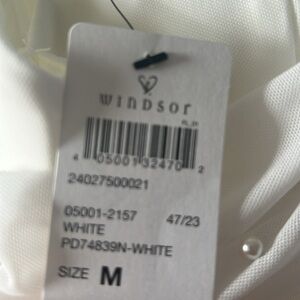 WINDSOR
4 05001 32470 2
24027500021
05001-2157 47/23
WHITE
PD74839N-WHITE
SIZE M